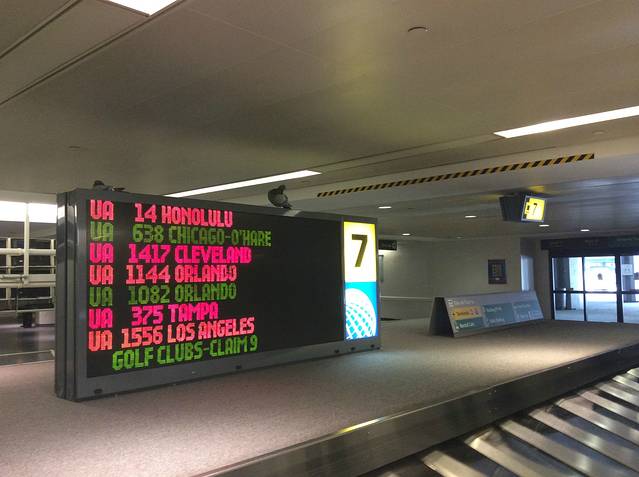 UA 14 HONOLULU
UA 638 CHICAGO-O'HARE
UA 1417 CLEVELAND
UA 1144 ORLANDO
UA 1082 ORLANDO
UA 375 TAMPA
UA 1556 LOS ANGELES
GOLF CLUBS-CLAIM 9
7
7